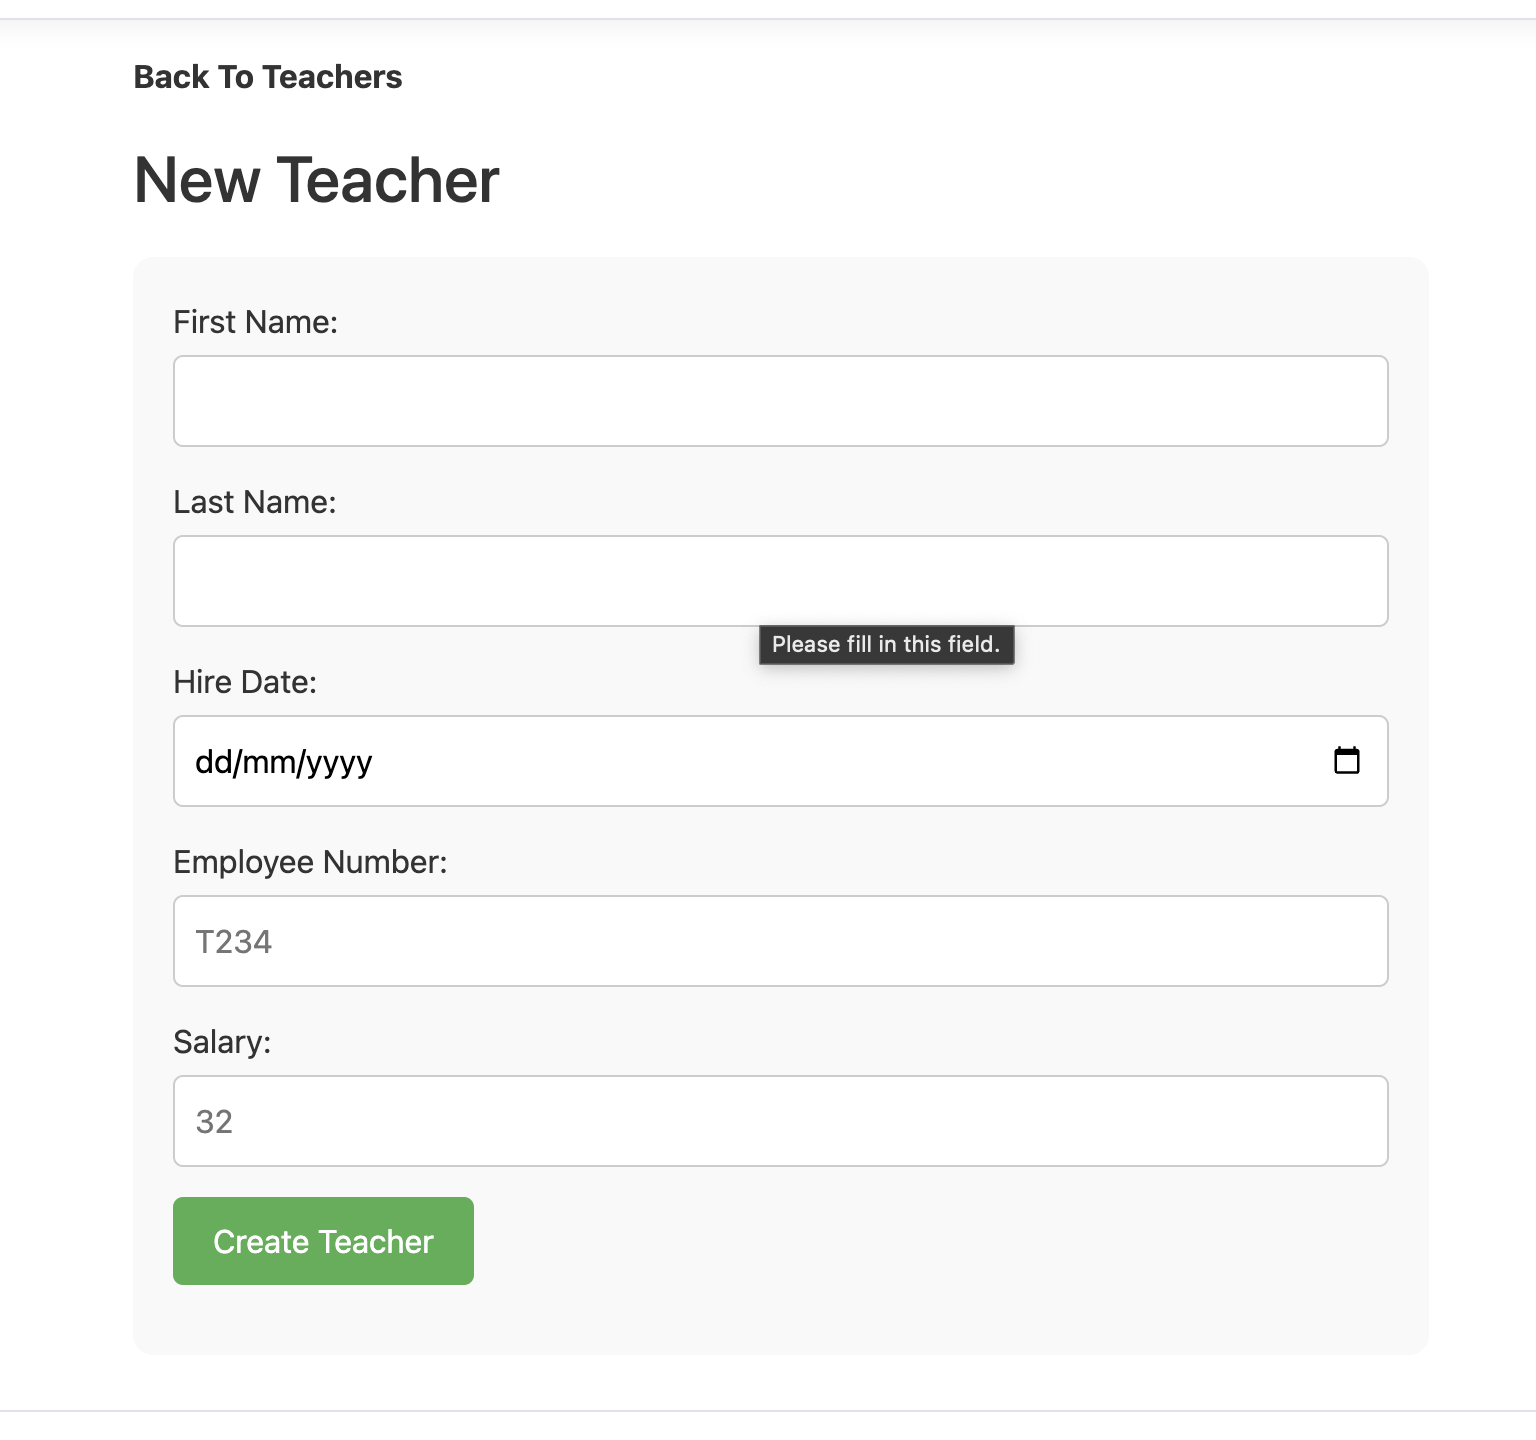 Back To Teachers
New Teacher
First Name:
Last Name:
Please fill in this field.
Hire Date:
dd/mm/yyyy
Employee Number:
T234
Salary:
32
Create Teacher